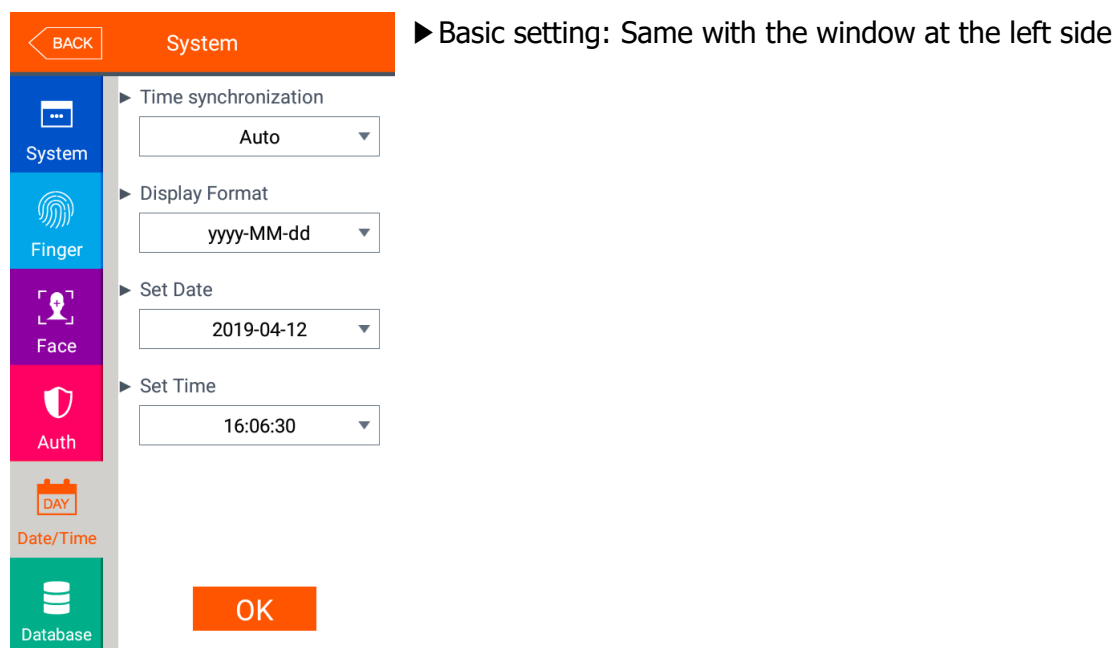 BACK
System
▶Basic setting: Same with the window at the left side
System
Finger
Face
Auth
DAY
Date/Time
Database
▶ Time synchronization
Auto
▶ Display Format
yyyy-MM-dd
▶ Set Date
2019-04-12
▶ Set Time
16:06:30
OK